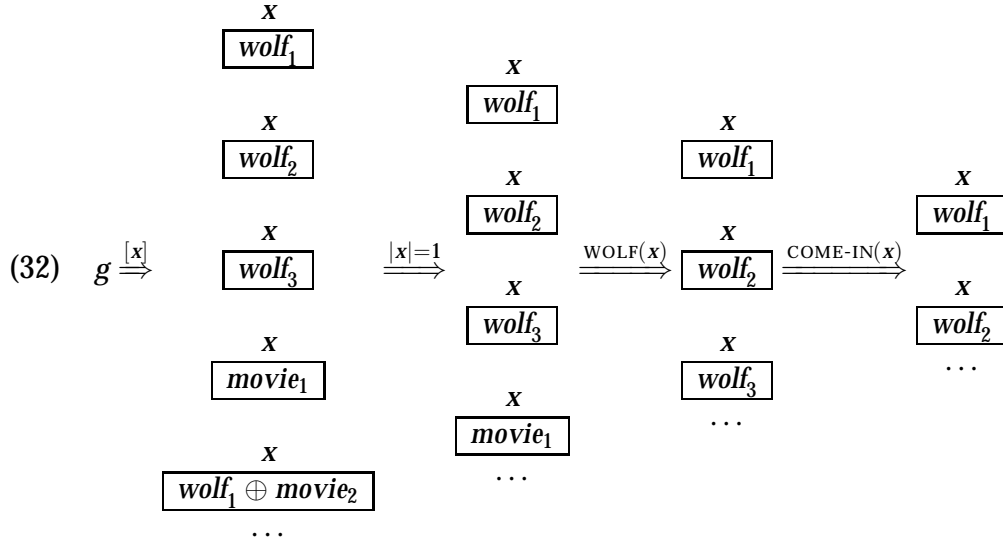 (32) g [x] ⟹
x
wolf₁
x
wolf₂
x
wolf₃
x
movie₁
x
wolf₁ ⊕ movie₂
...
|x|=1 ⟹
x
wolf₁
x
wolf₂
x
wolf₃
x
movie₁
...
WOLF(x) ⟹
x
wolf₁
x
wolf₂
x
wolf₃
...
COME-IN(x) ⟹
x
wolf₁
x
wolf₂
...